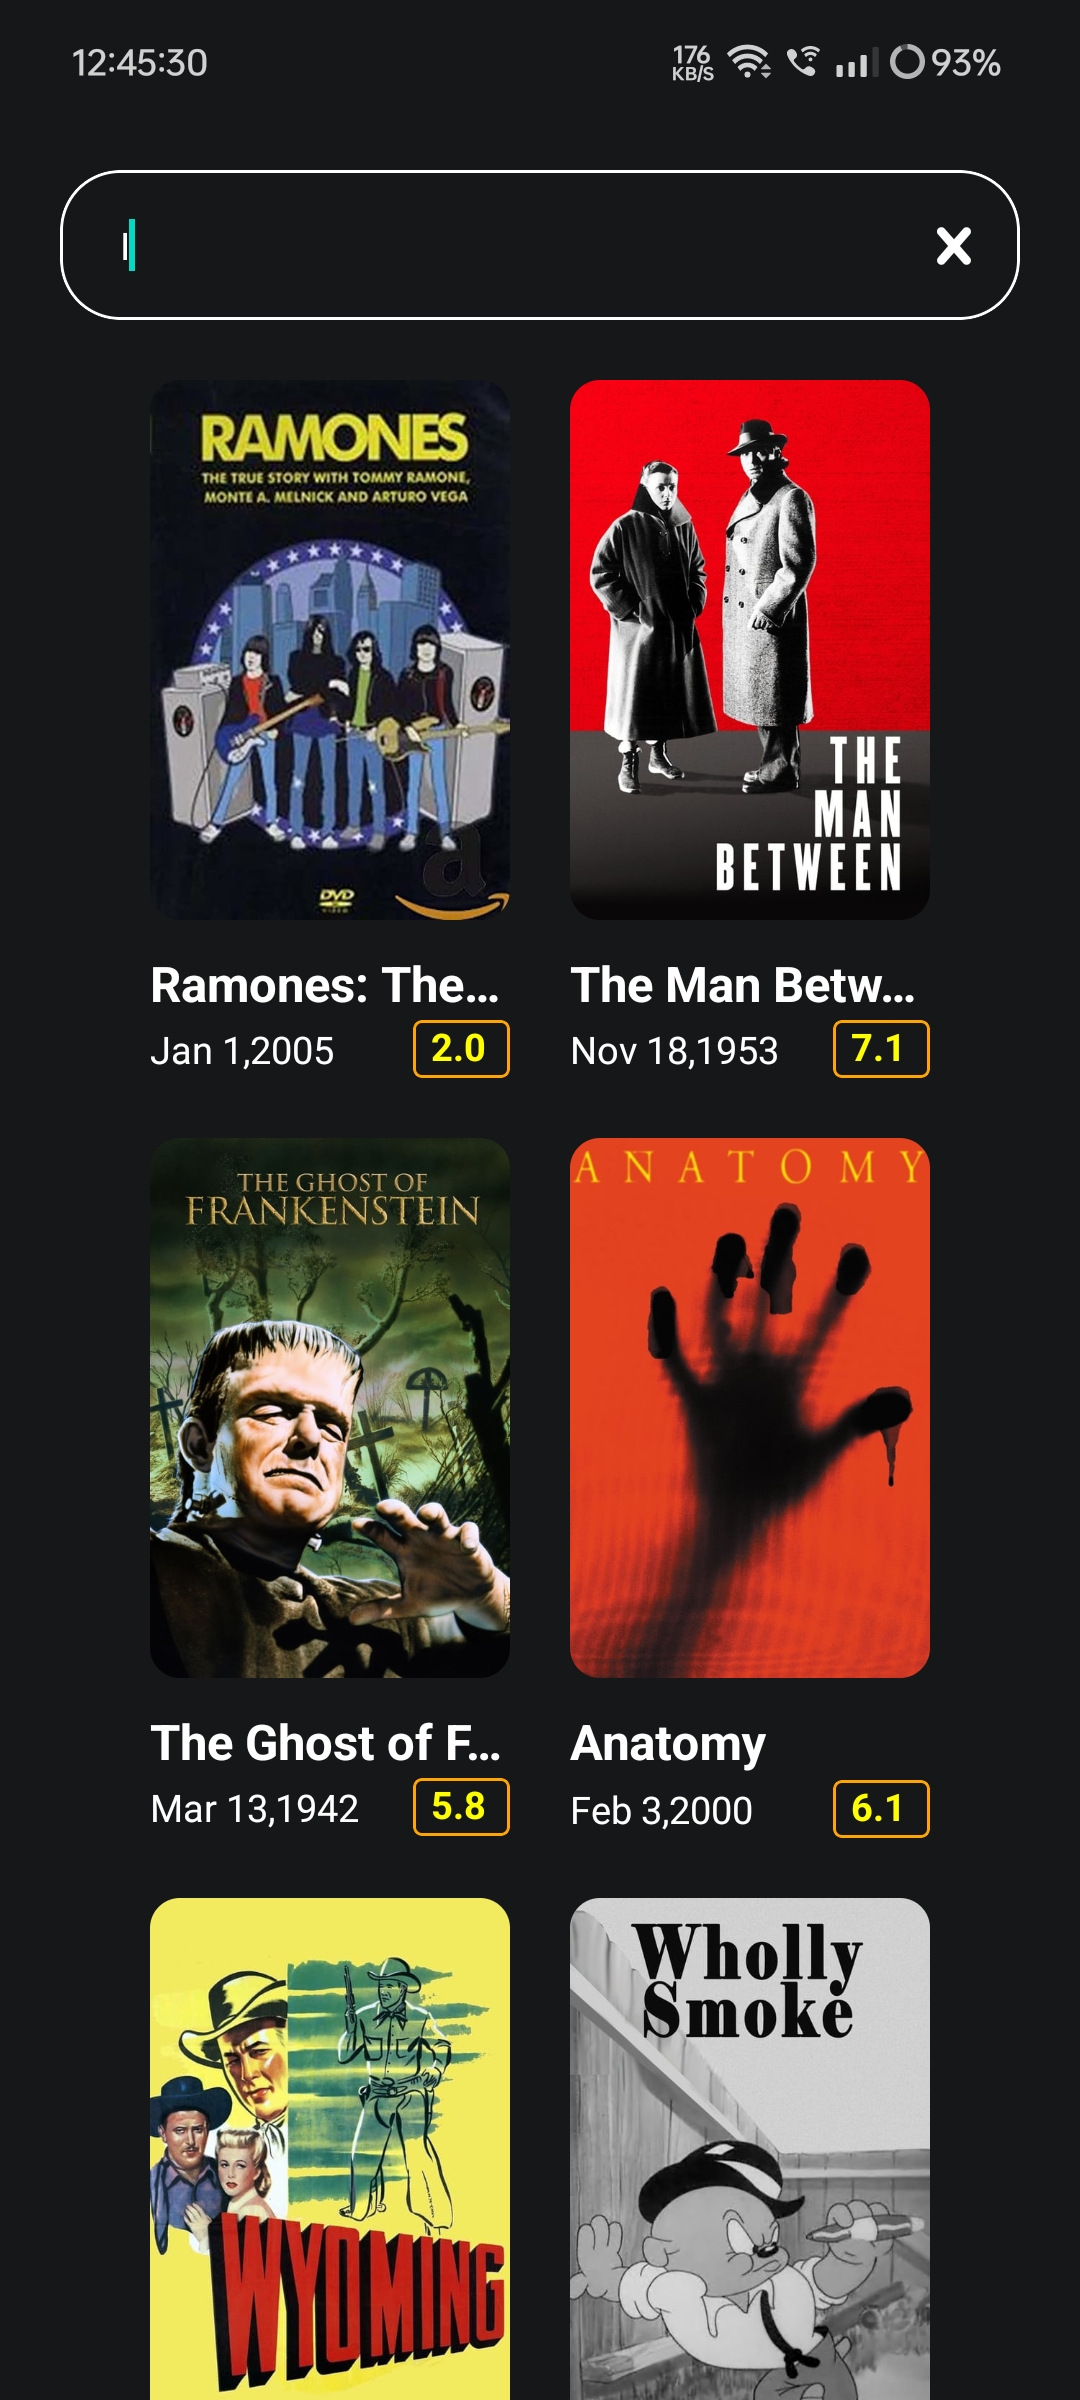 12:45:30
176
KB/S
93%
I
RAMONES
THE TRUE STORY WITH TOMMY RAMONE,
MONTE A. MELNICK AND ARTURO VEGA
DVD
VIDEO
a
THE
MAN
BETWEEN
Ramones: The...
Jan 1,2005
2.0
The Man Betw...
Nov 18,1953
7.1
THE GHOST OF
FRANKENSTEIN
ANATOMY
The Ghost of F...
Mar 13,1942
5.8
Anatomy
Feb 3,2000
6.1
WYOMING
Wholly
Smoke